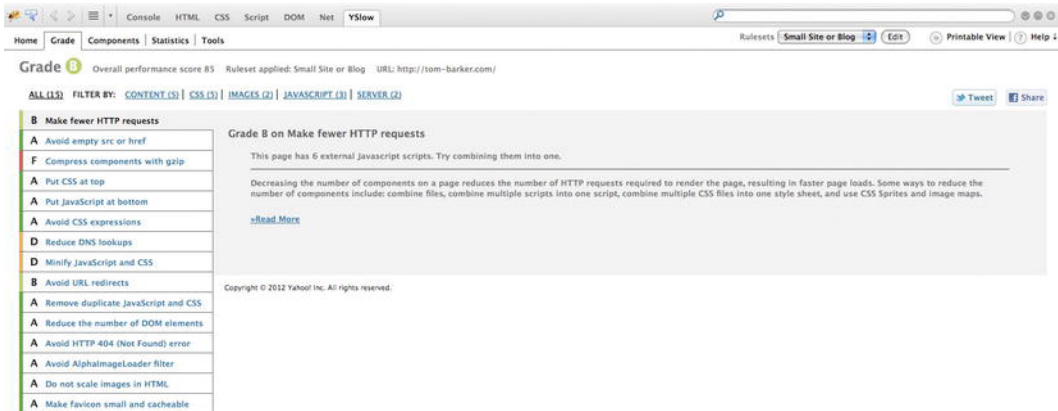 Console HTML CSS Script DOM Net YSlow
Home Grade Components Statistics Tools Rulesets Small Site or Blog Edit Printable View ? Help ↓
Grade B Overall performance score 85 Ruleset applied: Small Site or Blog URL: http://tom-barker.com/
ALL (15) FILTER BY: CONTENT (5) CSS (5) IMAGES (2) JAVASCRIPT (3) SERVER (2) Tweet Share
B Make fewer HTTP requests
A Avoid empty src or href
F Compress components with gzip
A Put CSS at top
A Put JavaScript at bottom
A Avoid CSS expressions
D Reduce DNS lookups
D Minify JavaScript and CSS
B Avoid URL redirects
A Remove duplicate JavaScript and CSS
A Reduce the number of DOM elements
A Avoid HTTP 404 (Not Found) error
A Avoid AlphaImageLoader filter
A Do not scale images in HTML
A Make favicon small and cacheable
Grade B on Make fewer HTTP requests
This page has 6 external Javascript scripts. Try combining them into one.
Decreasing the number of components on a page reduces the number of HTTP requests required to render the page, resulting in faster page loads. Some ways to reduce the
number of components include: combine files, combine multiple scripts into one script, combine multiple CSS files into one style sheet, and use CSS Sprites and image maps.
»Read More
Copyright © 2012 Yahoo! Inc. All rights reserved.